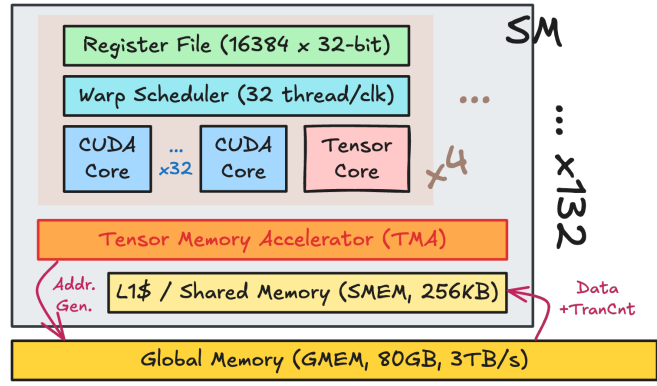 SM
Register File (16384 x 32-bit)
Warp Scheduler (32 thread/clk)
...
CUDA
Core
...
x32
CUDA
Core
Tensor
Core
x4
... x132
Tensor Memory Accelerator (TMA)
Addr.
Gen.
L1$ / Shared Memory (SMEM, 256KB)
Data
+TranCnt
Global Memory (GMEM, 80GB, 3TB/s)